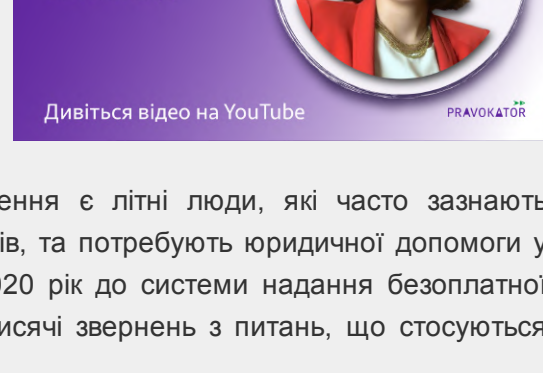 Дивіться відео на YouTube
PRAVOKATOR
ення є літні люди, які часто зазнають
ів, та потребують юридичної допомоги у
020 рік до системи надання безоплатної
исячі звернень з питань, що стосуються